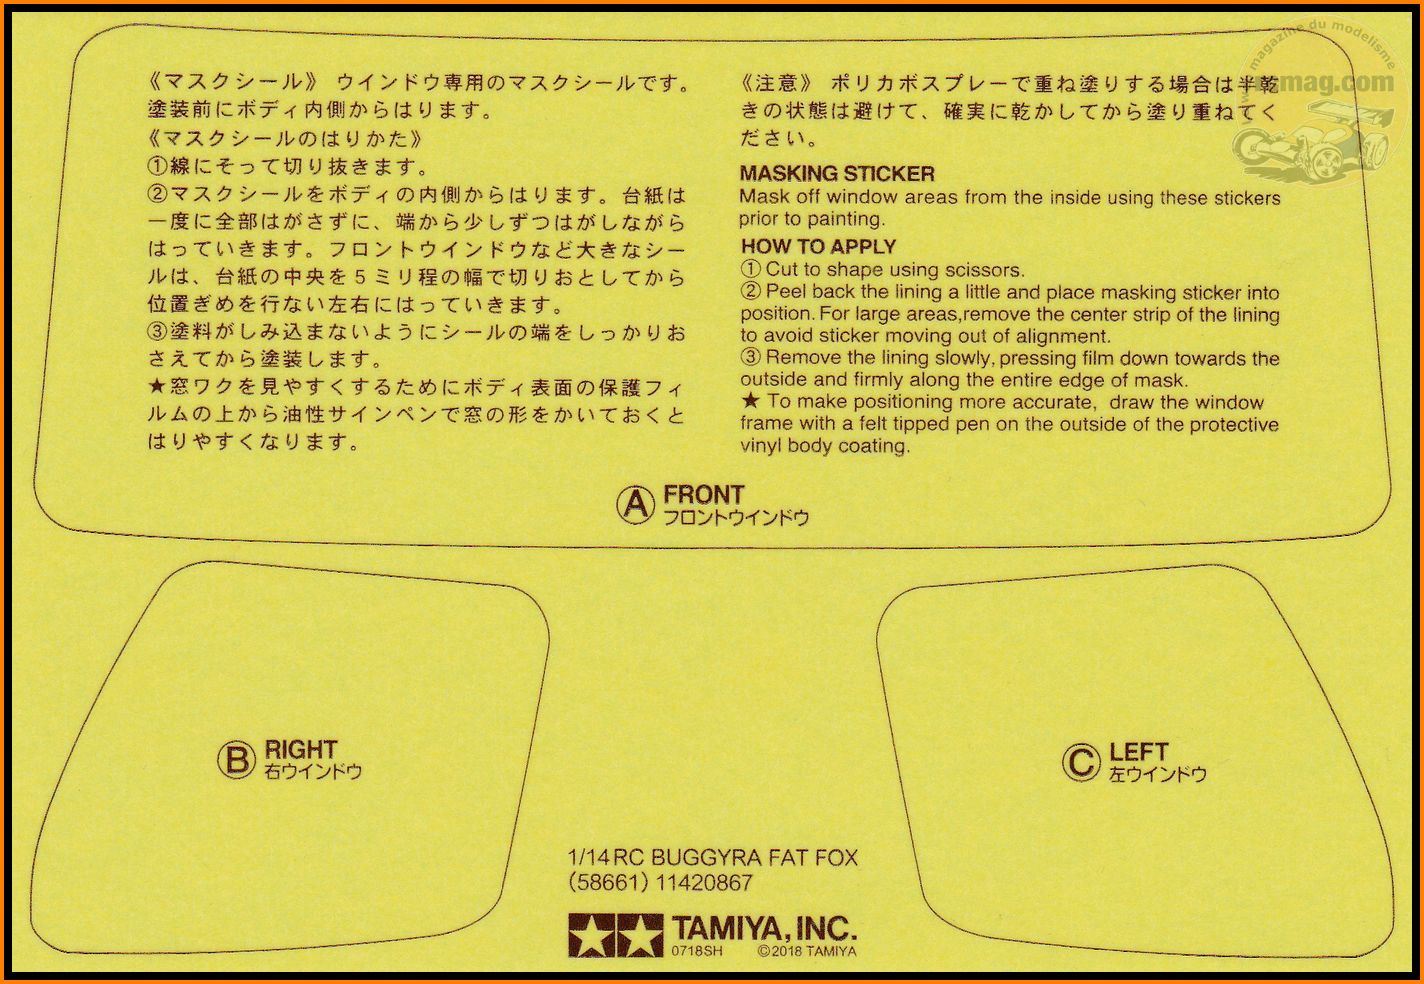 《マスクシール》 ウインドウ専用のマスクシールです。
塗装前にボディ内側からはります。
《マスクシールのはりかた》
①線にそって切り抜きます。
②マスクシールをボディの内側からはります。台紙は
一度に全部はがさずに、端から少しずつはがしながら
はっていきます。フロントウインドウなど大きなシー
ルは、台紙の中央を5ミリ程の幅で切りおとしてから
位置ぎめを行ない左右にはっていきます。
③塗料がしみ込まないようにシールの端をしっかりお
さえてから塗装します。
★窓ワクを見やすくするためにボディ表面の保護フィ
ルムの上から油性サインペンで窓の形をかいておくと
はりやすくなります。
《注意》 ポリカボスプレーで重ね塗りする場合は半乾
きの状態は避けて、確実に乾かしてから塗り重ねてく
ださい。
MASKING STICKER
Mask off window areas from the inside using these stickers
prior to painting.
HOW TO APPLY
① Cut to shape using scissors.
② Peel back the lining a little and place masking sticker into
position. For large areas,remove the center strip of the lining
to avoid sticker moving out of alignment.
③ Remove the lining slowly, pressing film down towards the
outside and firmly along the entire edge of mask.
★ To make positioning more accurate, draw the window
frame with a felt tipped pen on the outside of the protective
vinyl body coating.
Ⓐ FRONT
フロントウインドウ
Ⓑ RIGHT
右ウインドウ
Ⓒ LEFT
左ウインドウ
1/14RC BUGGYRA FAT FOX
(58661) 11420867
TAMIYA, INC.
0718SH ©2018 TAMIYA
magazine du modelisme